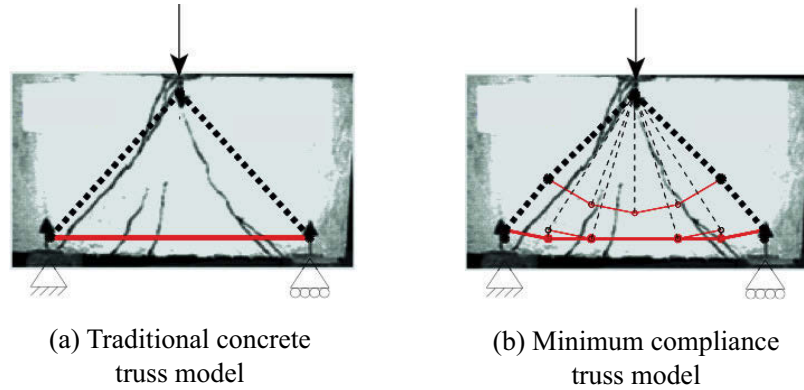 (a) Traditional concrete
truss model
(b) Minimum compliance
truss model